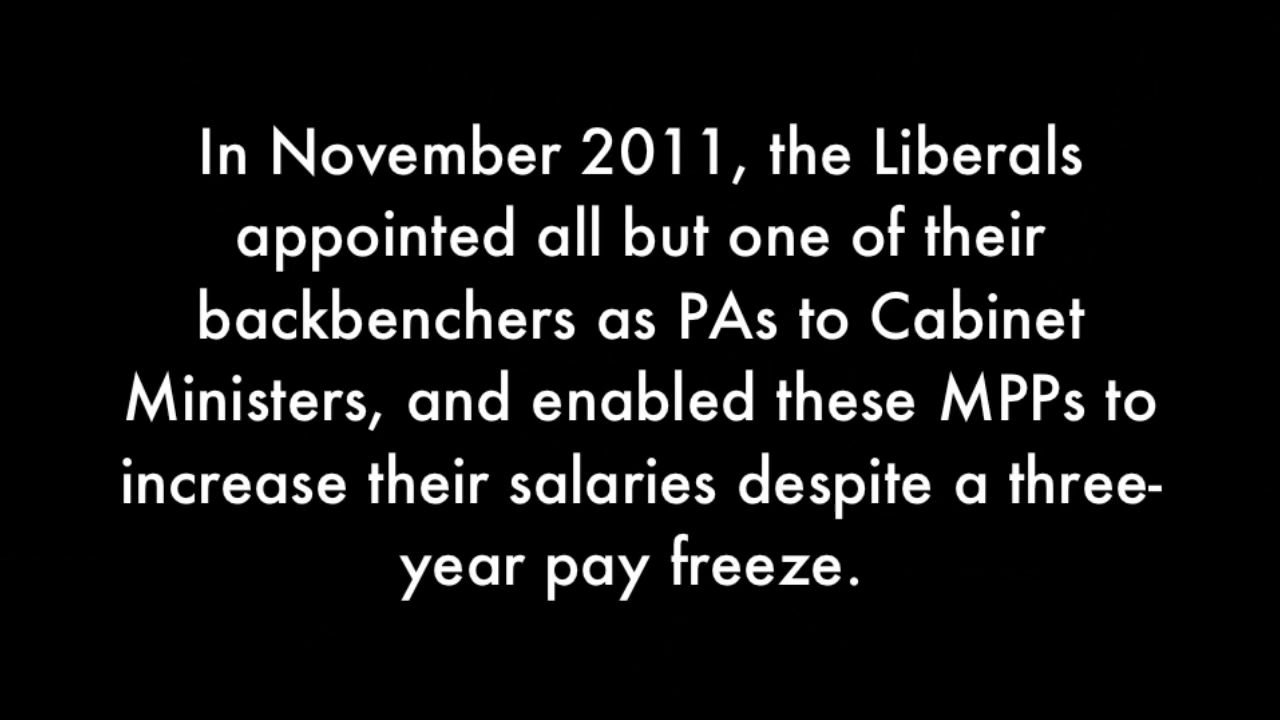 In November 2011, the Liberals
appointed all but one of their
backbenchers as PAs to Cabinet
Ministers, and enabled these MPPs to
increase their salaries despite a three-
year pay freeze.